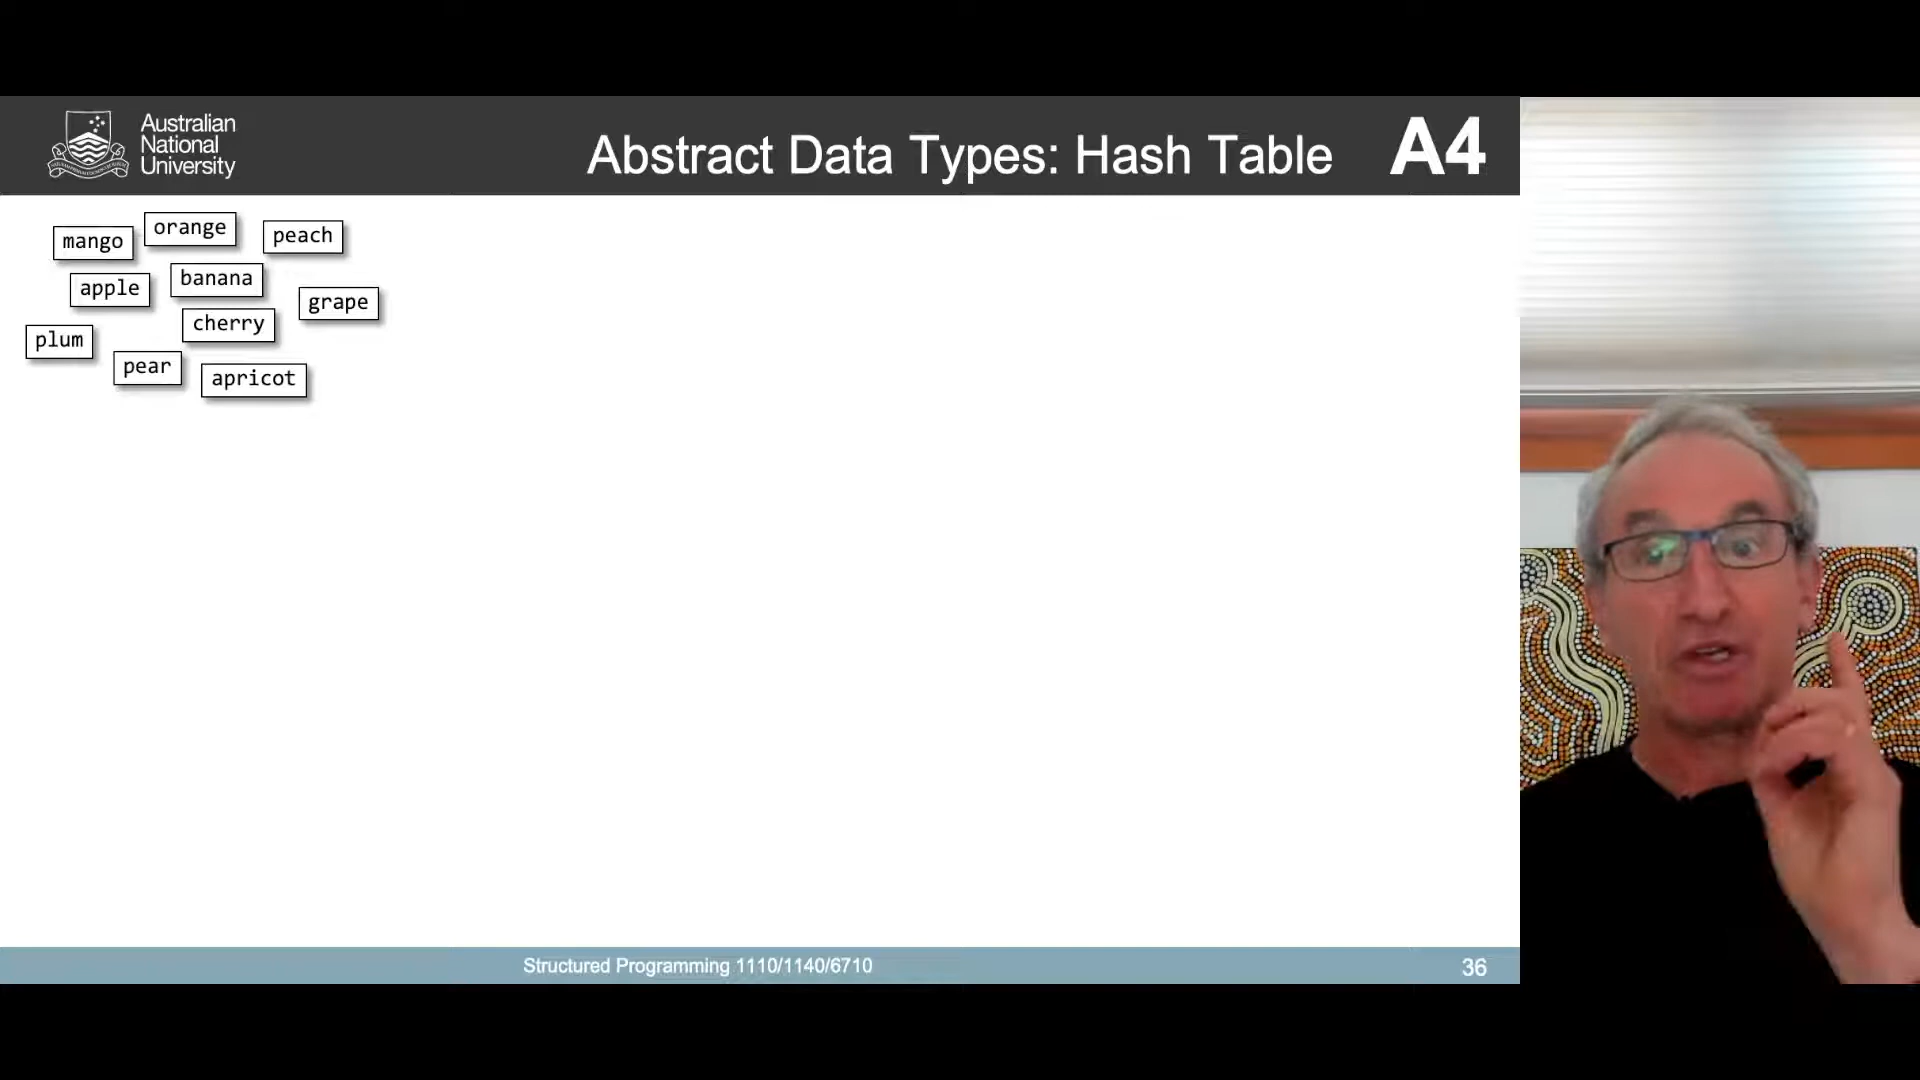 Australian
National
University
Abstract Data Types: Hash Table
A4
mango
orange
peach
apple
banana
grape
plum
cherry
pear
apricot
Structured Programming 1110/1140/6710
36